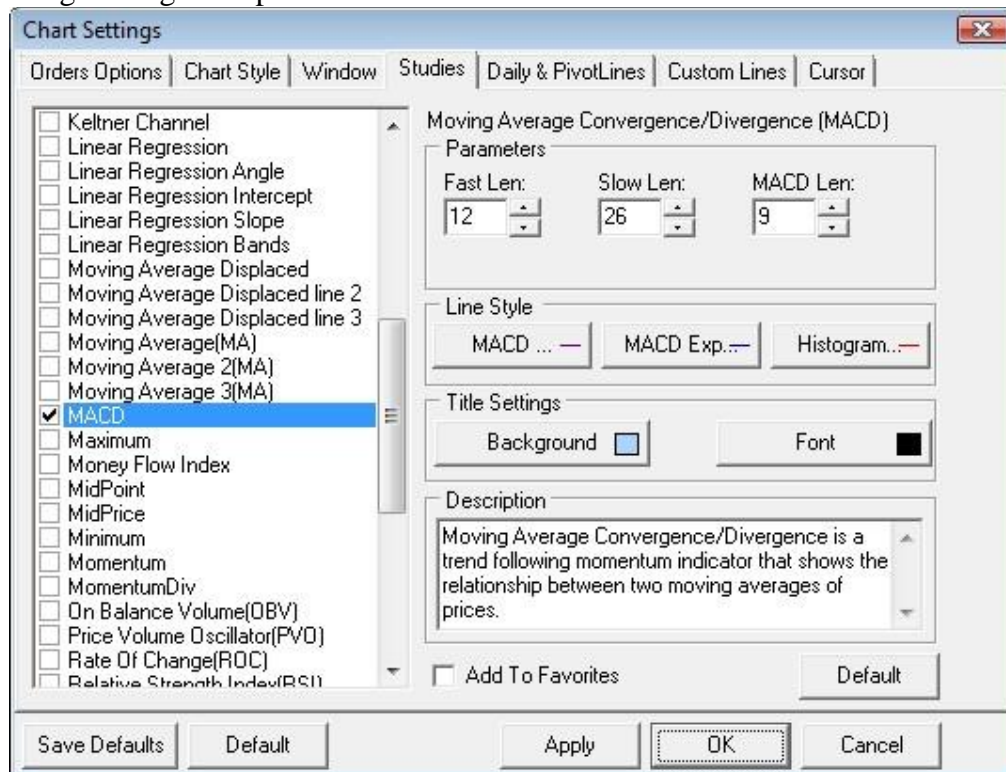 Chart Settings
Orders Options Chart Style Window Studies Daily & PivotLines Custom Lines Cursor
Keltner Channel
Linear Regression
Linear Regression Angle
Linear Regression Intercept
Linear Regression Slope
Linear Regression Bands
Moving Average Displaced
Moving Average Displaced line 2
Moving Average Displaced line 3
Moving Average(MA)
Moving Average 2(MA)
Moving Average 3(MA)
MACD
Maximum
Money Flow Index
MidPoint
MidPrice
Minimum
Momentum
MomentumDiv
On Balance Volume(OBV)
Price Volume Oscillator(PVO)
Rate Of Change(ROC)
Relative Strength Index(RSI)
Moving Average Convergence/Divergence (MACD)
Parameters
Fast Len: Slow Len: MACD Len:
12 26 9
Line Style
MACD ... MACD Exp... Histogram...
Title Settings
Background Font
Description
Moving Average Convergence/Divergence is a
trend following momentum indicator that shows the
relationship between two moving averages of
prices.
Add To Favorites Default
Save Defaults Default Apply OK Cancel